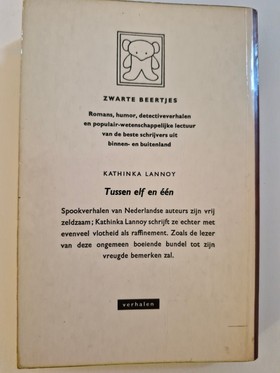 ZWARTE BEERTJES
Romans, humor, detectiveverhalen
en populair-wetenschappelijke lectuur
van de beste schrijvers uit
binnen- en buitenland
KATHINKA LANNOY
Tussen elf en één
Spookverhalen van Nederlandse auteurs zijn vrij
zeldzaam; Kathinka Lannoy schrijft ze echter met
evenveel vlotheid als raffinement. Zoals de lezer
van deze ongemeen boeiende bundel tot zijn
vreugde bemerken zal.
verhalen